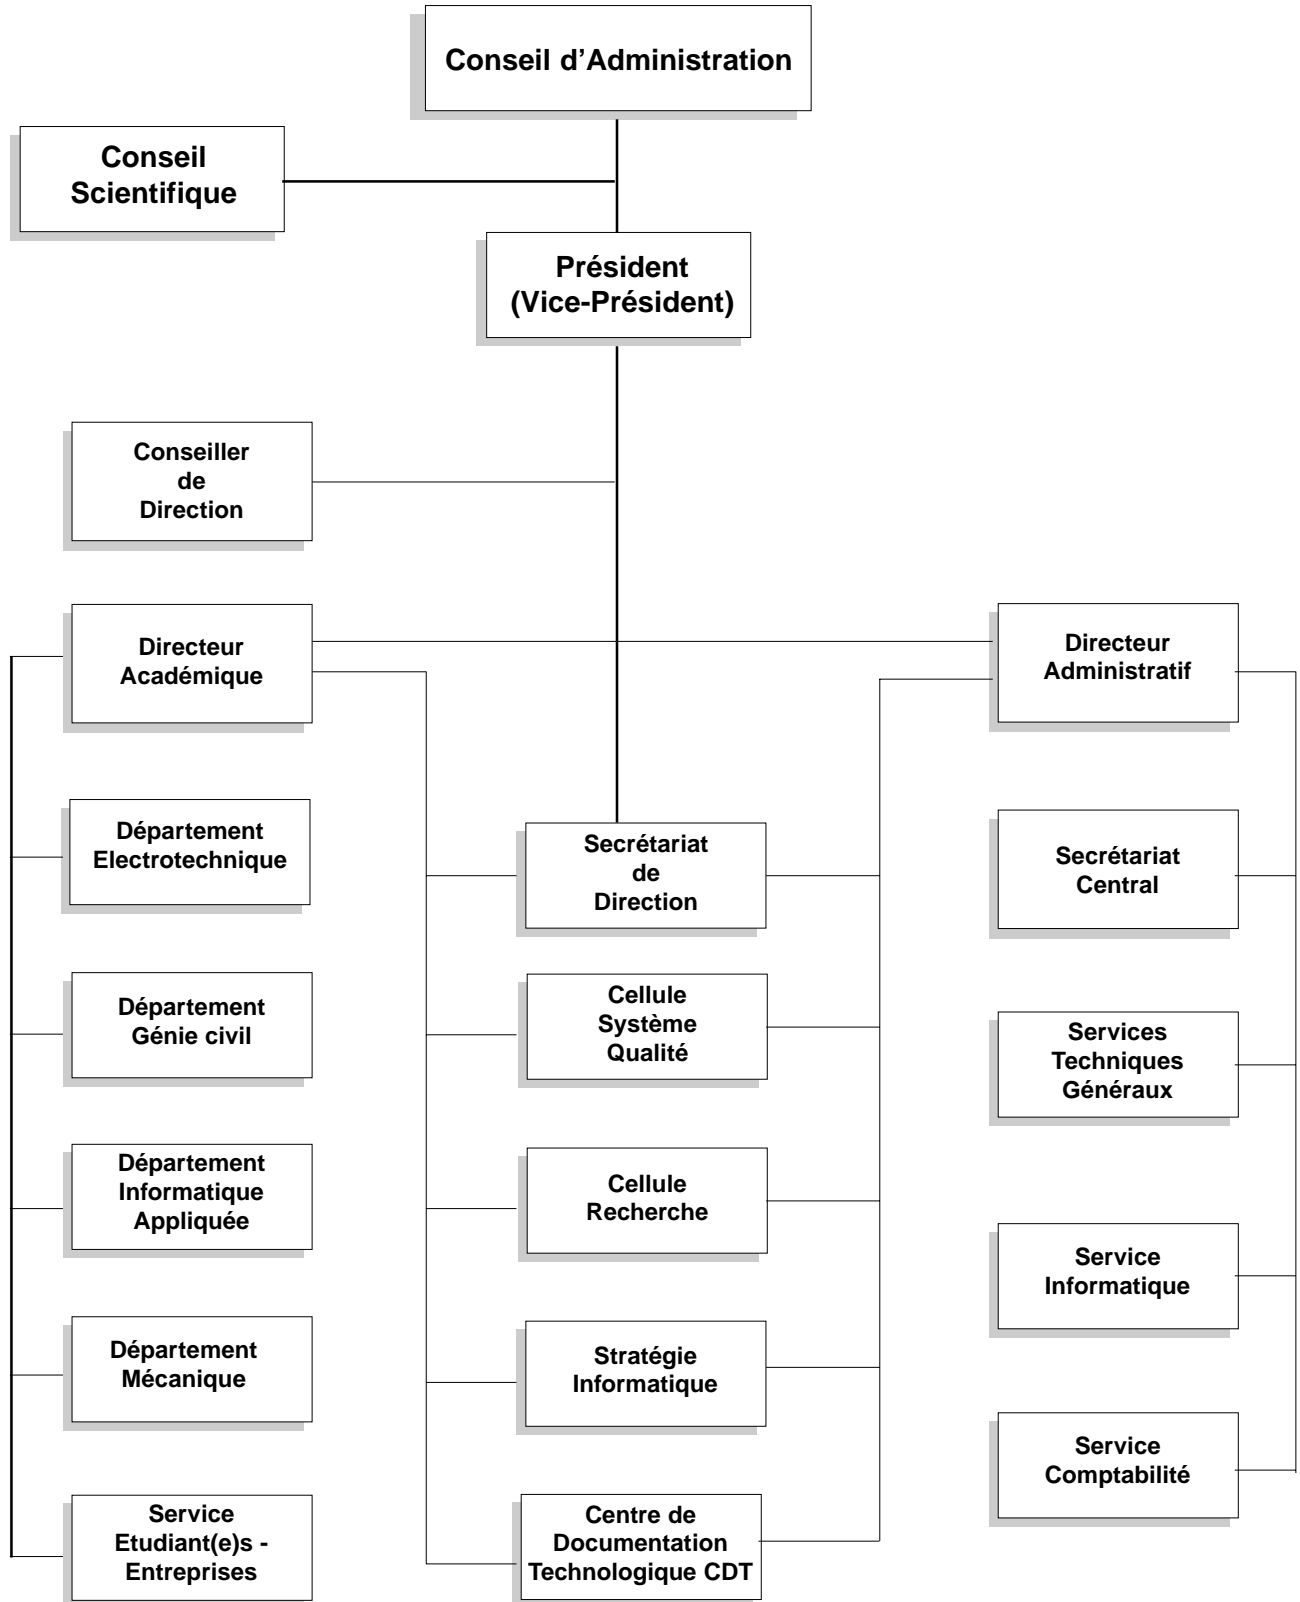 Conseil d’Administration
Conseil
Scientifique
Président
(Vice-Président)
Conseiller
de
Direction
Directeur
Académique
Directeur
Administratif
Département
Electrotechnique
Secrétariat
de
Direction
Secrétariat
Central
Département
Génie civil
Cellule
Système
Qualité
Services
Techniques
Généraux
Département
Informatique
Appliquée
Cellule
Recherche
Service
Informatique
Département
Mécanique
Stratégie
Informatique
Service
Comptabilité
Service
Etudiant(e)s -
Entreprises
Centre de
Documentation
Technologique CDT